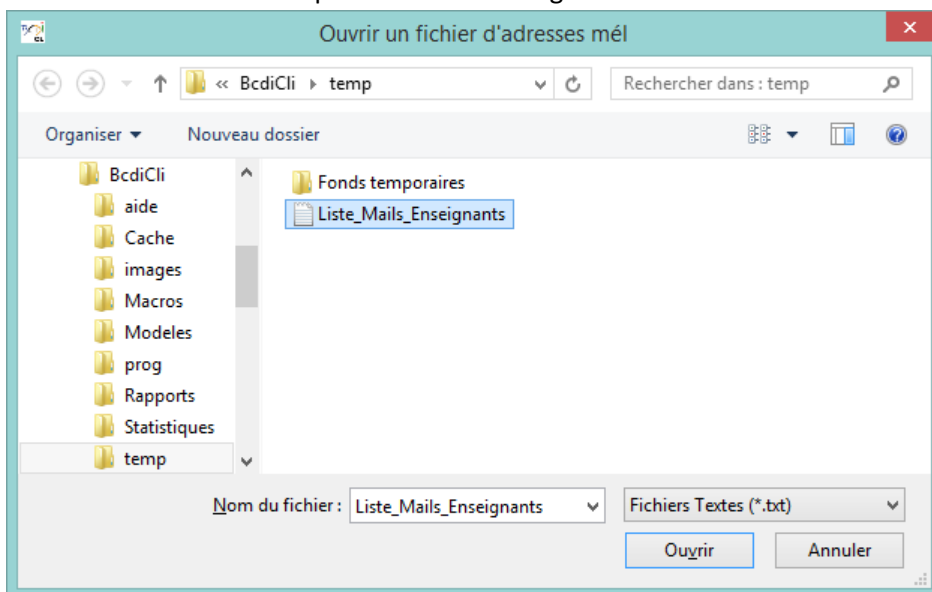 Ouvrir un fichier d'adresses mél
« BcdiCli temp
Rechercher dans : temp
Organiser
Nouveau dossier
BcdiCli
aide
Cache
images
Macros
Modeles
prog
Rapports
Statistiques
temp
Fonds temporaires
Liste_Mails_Enseignants
Nom du fichier : Liste_Mails_Enseignants
Fichiers Textes (*.txt)
Ouvrir
Annuler